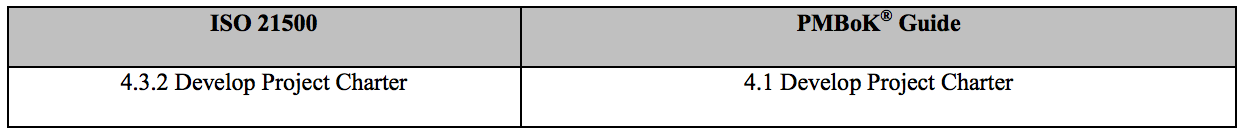 ISO 21500
PMBoK® Guide
4.3.2 Develop Project Charter
4.1 Develop Project Charter